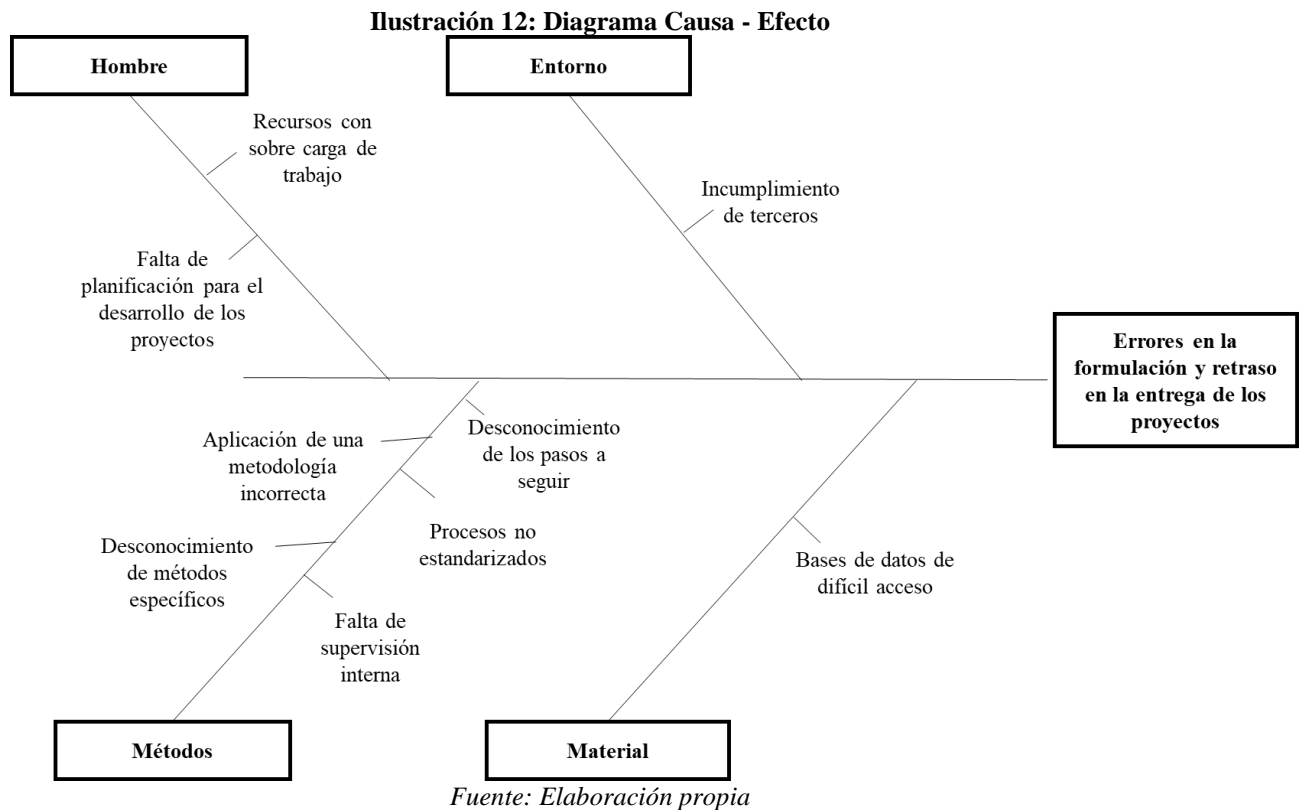 Ilustración 12: Diagrama Causa - Efecto
Hombre
Entorno
Recursos con
sobre carga de
trabajo
Incumplimiento
de terceros
Falta de
planificación para el
desarrollo de los
proyectos
Errores en la
formulación y retraso
en la entrega de los
proyectos
Aplicación de una
metodología
incorrecta
Desconocimiento
de los pasos a
seguir
Desconocimiento
de métodos
específicos
Procesos no
estandarizados
Bases de datos de
difícil acceso
Falta de
supervisión
interna
Métodos
Material
Fuente: Elaboración propia